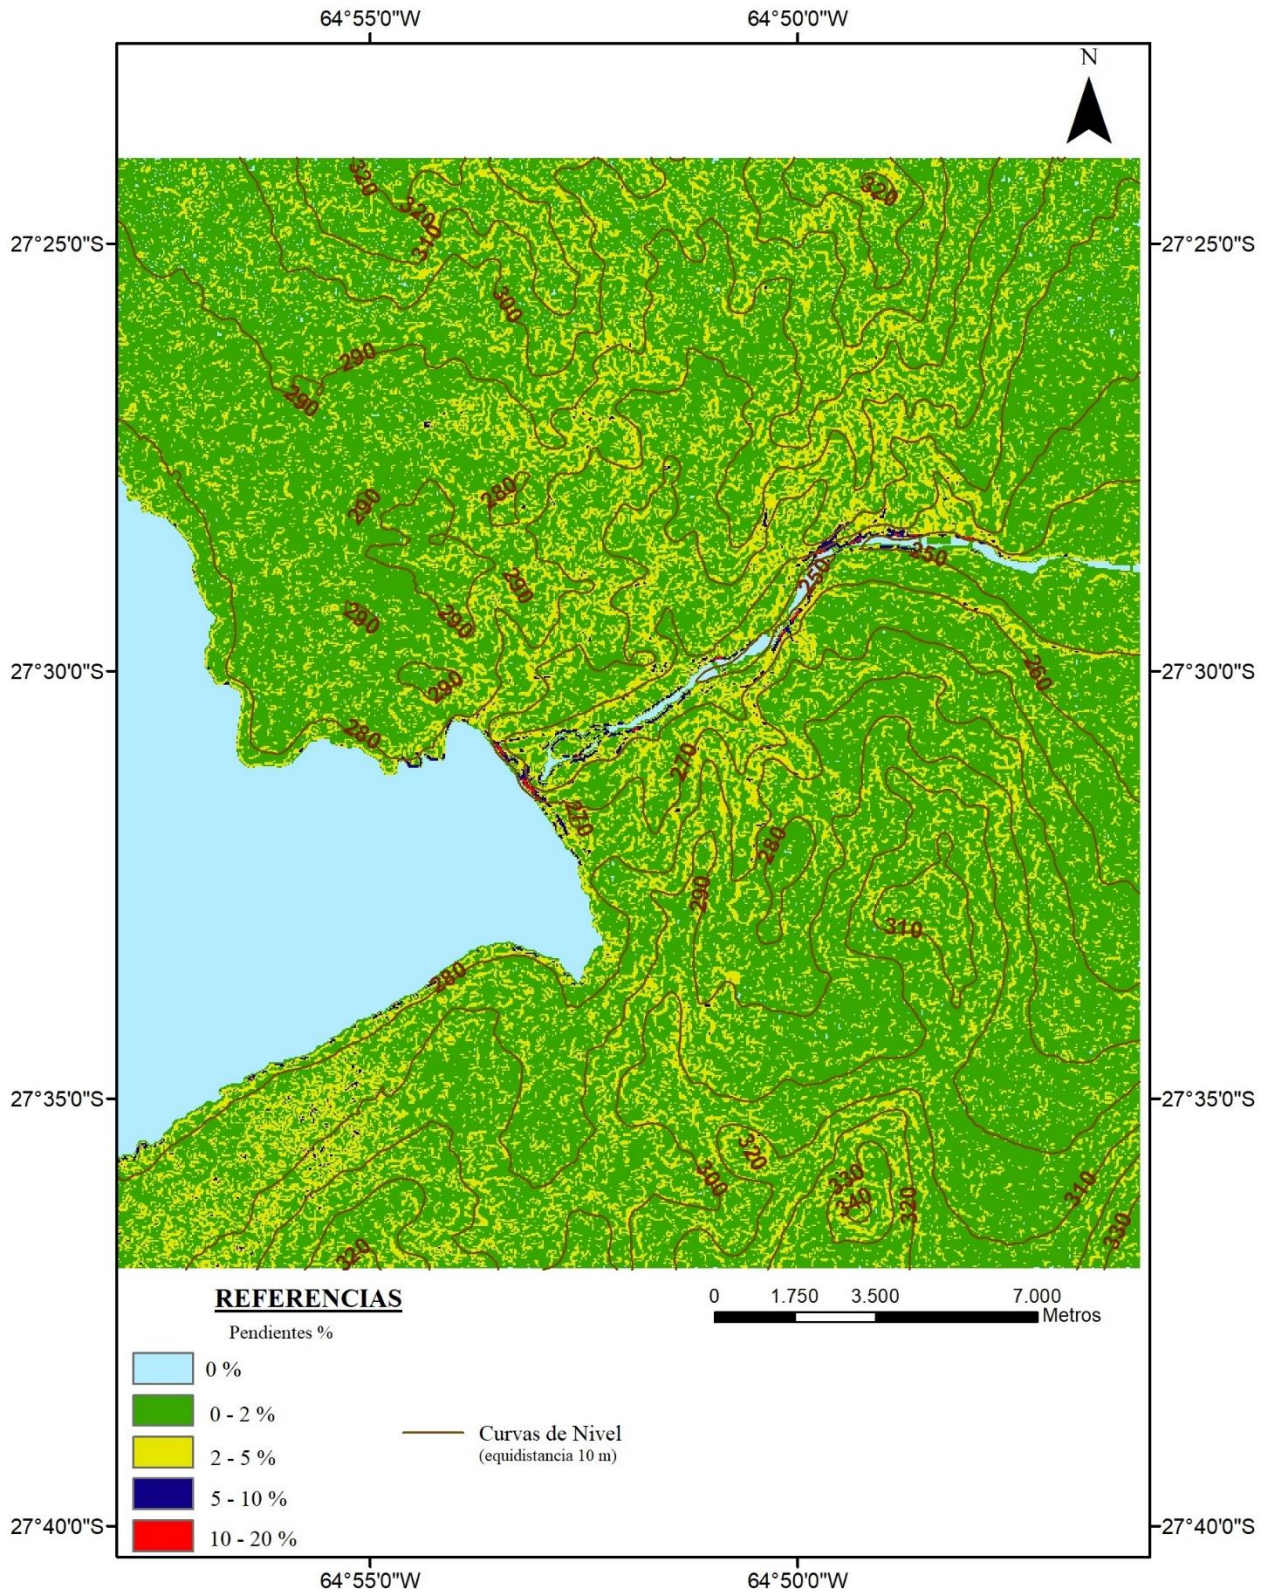 64°55'0"W 64°50'0"W
N
320
320
320
310
27°25'0"S 27°25'0"S
300
290
290
280
290
250
290
250
290
290
27°30'0"S 27°30'0"S
260
290
280
270
270
280
290
310
280
27°35'0"S 27°35'0"S
320
300
330
310
340
320
330
320
REFERENCIAS
Pendientes %
0 %
0 - 2 %
2 - 5 %
5 - 10 %
10 - 20 %
Curvas de Nivel
(equidistancia 10 m)
0 1.750 3.500 7.000
Metros
27°40'0"S 27°40'0"S
64°55'0"W 64°50'0"W